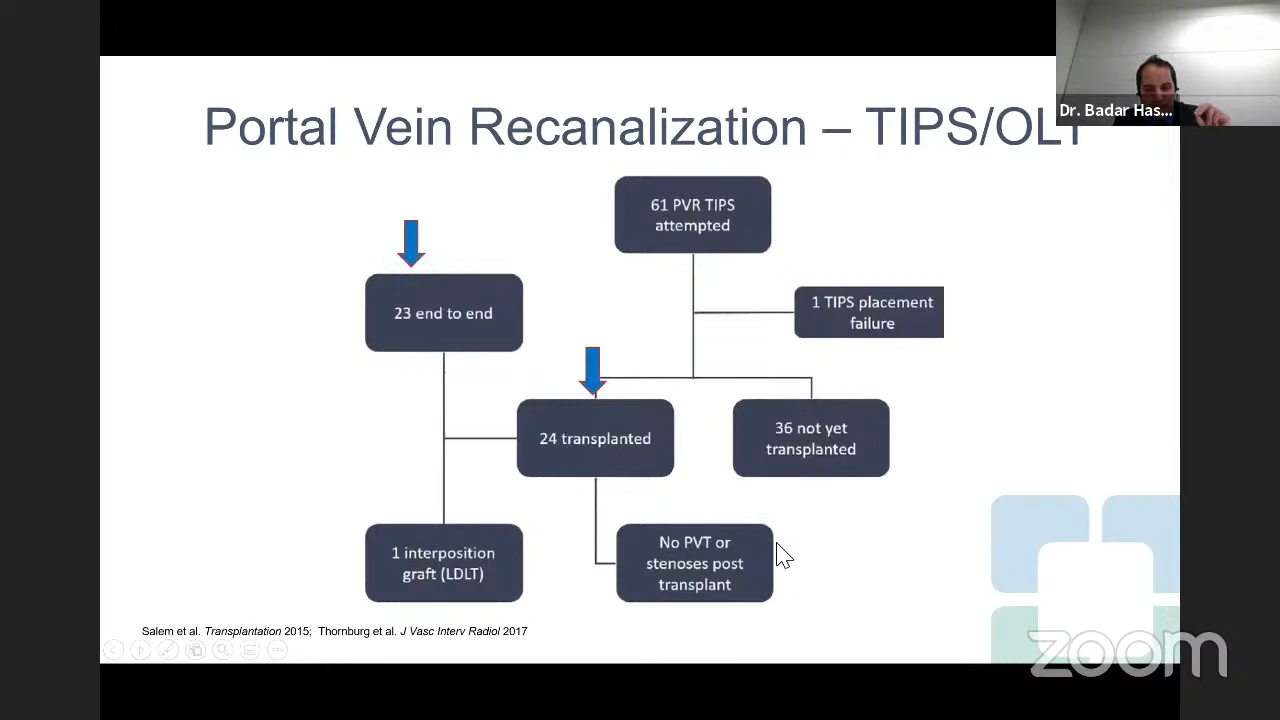 Dr. Badar Has...
Portal Vein Recanalization – TIPS/OLT
61 PVR TIPS
attempted
23 end to end
1 TIPS placement
failure
24 transplanted
36 not yet
transplanted
1 interposition
graft (LDLT)
No PVT or
stenoses post
transplant
Salem et al. Transplantation 2015; Thornburg et al. J Vasc Interv Radiol 2017
zoom